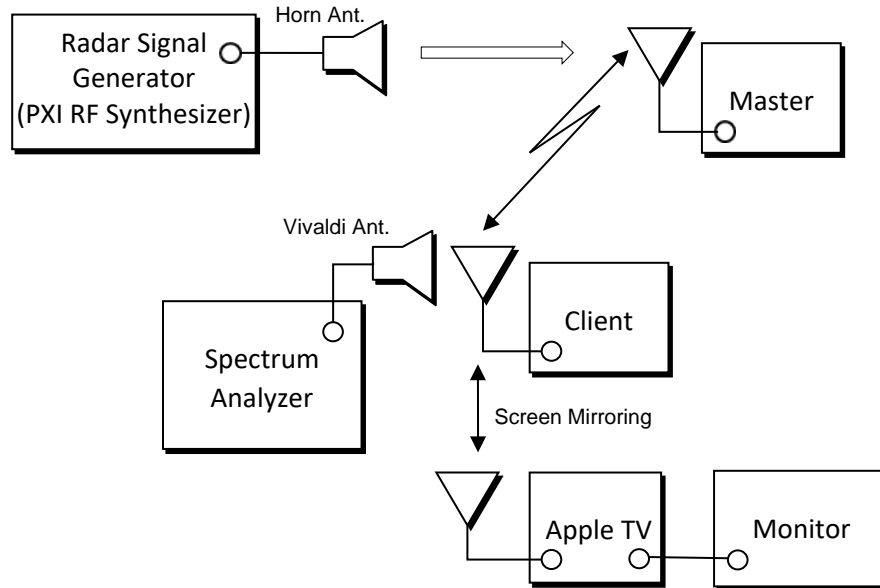 Horn Ant.
Radar Signal
Generator
(PXI RF Synthesizer)
Master
Vivaldi Ant.
Client
Spectrum
Analyzer
Screen Mirroring
Apple TV
Monitor